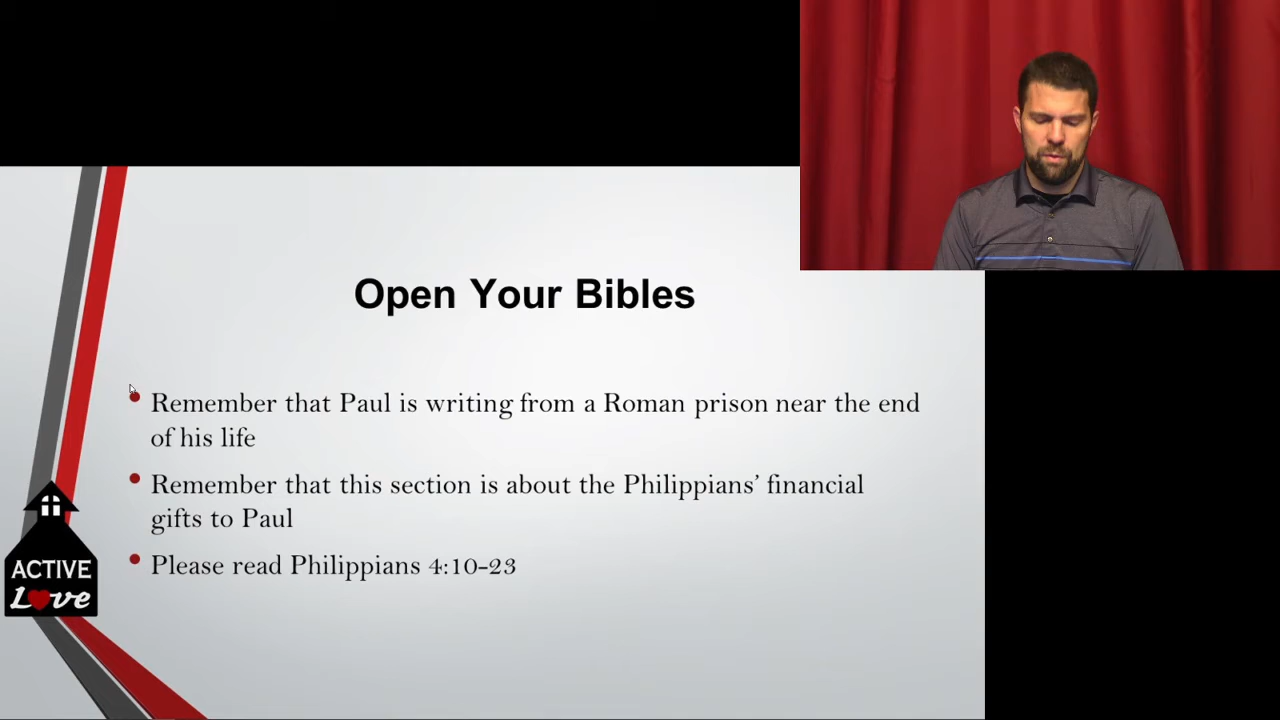 Open Your Bibles
• Remember that Paul is writing from a Roman prison near the end
of his life
• Remember that this section is about the Philippians’ financial
gifts to Paul
• Please read Philippians 4:10-23
ACTIVE
Love